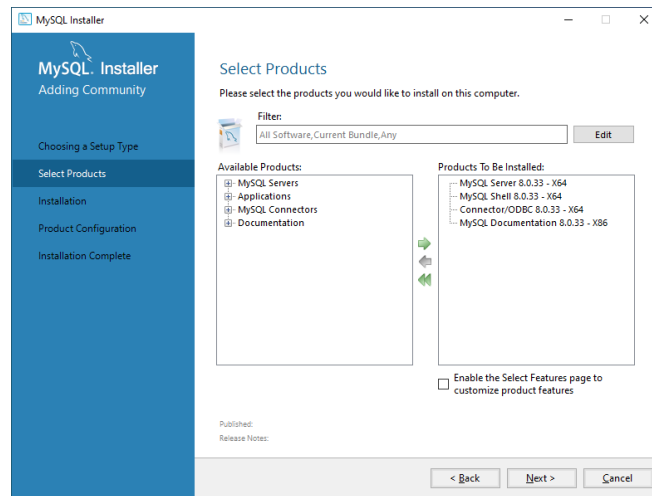 MySQL Installer
MySQL. Installer
Adding Community
Choosing a Setup Type
Select Products
Installation
Product Configuration
Installation Complete
Select Products
Please select the products you would like to install on this computer.
Filter:
All Software,Current Bundle,Any
Edit
Available Products:
MySQL Servers
Applications
MySQL Connectors
Documentation
Products To Be Installed:
MySQL Server 8.0.33 - X64
MySQL Shell 8.0.33 - X64
Connector/ODBC 8.0.33 - X64
MySQL Documentation 8.0.33 - X86
Enable the Select Features page to
customize product features
Published:
Release Notes:
< Back
Next >
Cancel